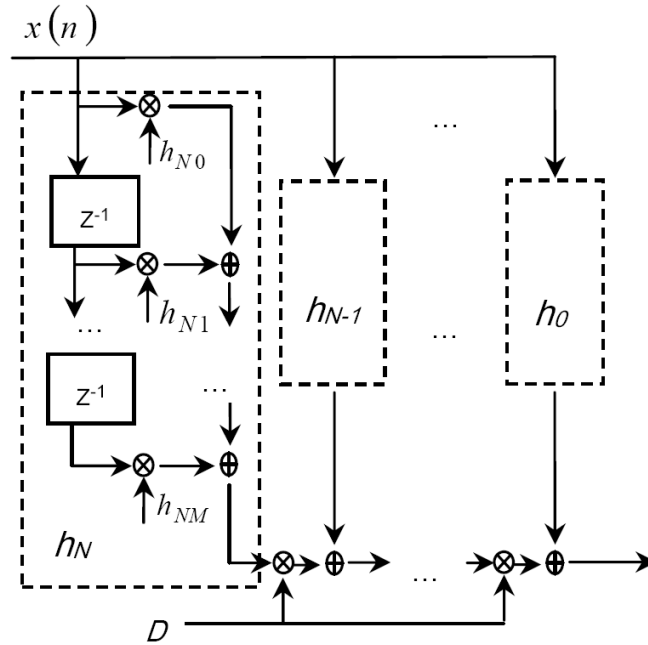 x(n)
h_{N0}
...
Z^{-1}
h_{N1}
h_{N-1}
h_0
...
...
Z^{-1}
...
h_{NM}
h_N
...
D